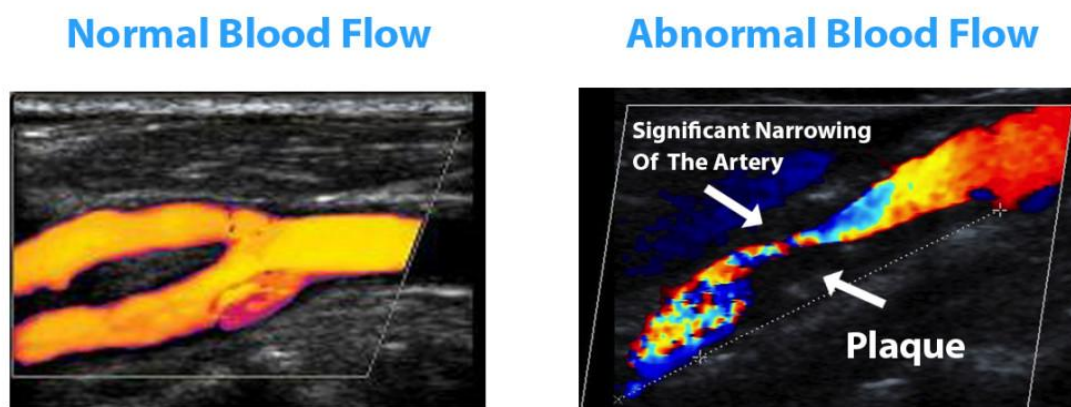 Normal Blood Flow
Abnormal Blood Flow
Significant Narrowing
Of The Artery
Plaque